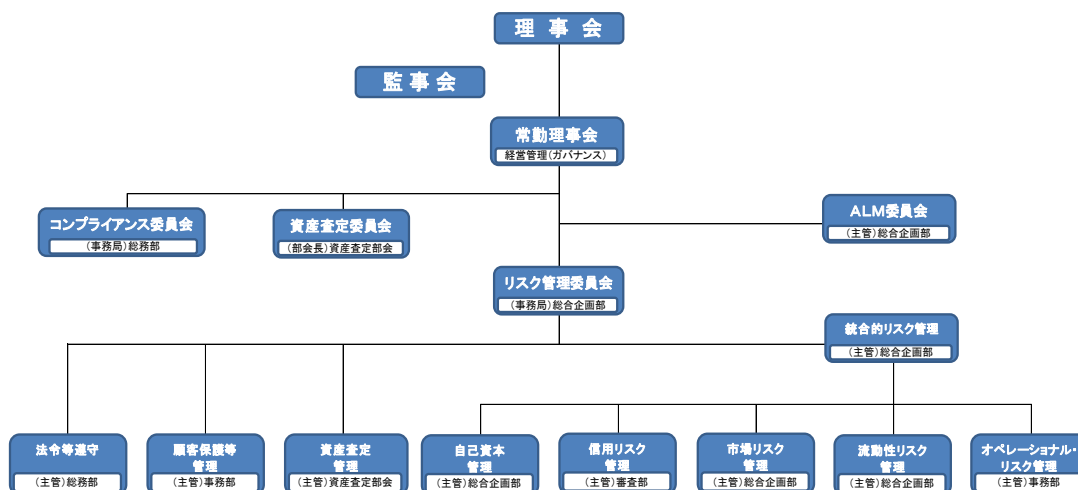 理事会
監事会
常勤理事会
経営管理(ガバナンス)
コンプライアンス委員会
(事務局)総務部
資産査定委員会
(部会長)資産査定部会
ALM委員会
(主管)総合企画部
リスク管理委員会
(事務局)総合企画部
統合的リスク管理
(主管)総合企画部
法令等遵守
(主管)総務部
顧客保護等
管理
(主管)事務部
資産査定
管理
(主管)資産査定部会
自己資本
管理
(主管)総合企画部
信用リスク
管理
(主管)審査部
市場リスク
管理
(主管)総合企画部
流動性リスク
管理
(主管)総合企画部
オペレーショナル・
リスク管理
(主管)事務部